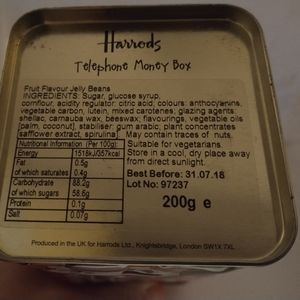 Harrods
Telephone Money Box
Fruit Flavour Jelly Beans
INGREDIENTS: Sugar, glucose syrup,
cornflour, acidity regulator: citric acid, colours: anthocyanins,
vegetable carbon, lutein, mixed carotenes; glazing agents:
shellac, carnauba wax, beeswax; flavourings, vegetable oils
[palm, coconut], stabiliser: gum arabic; plant concentrates
[safflower extract, spirulina] May contain traces of nuts.
Nutritional Information (Per 100g):
Energy 1518kJ/357kcal
Fat 0.5g
of which saturates 0.4g
Carbohydrate 88.2g
of which sugars 58.6g
Protein 0.1g
Salt 0.07g
Suitable for vegetarians.
Store in a cool, dry place away
from direct sunlight.
Best Before: 31.07.18
Lot No: 97237
200g e
Produced in the UK for Harrods Ltd., Knightsbridge, London SW1X 7XL